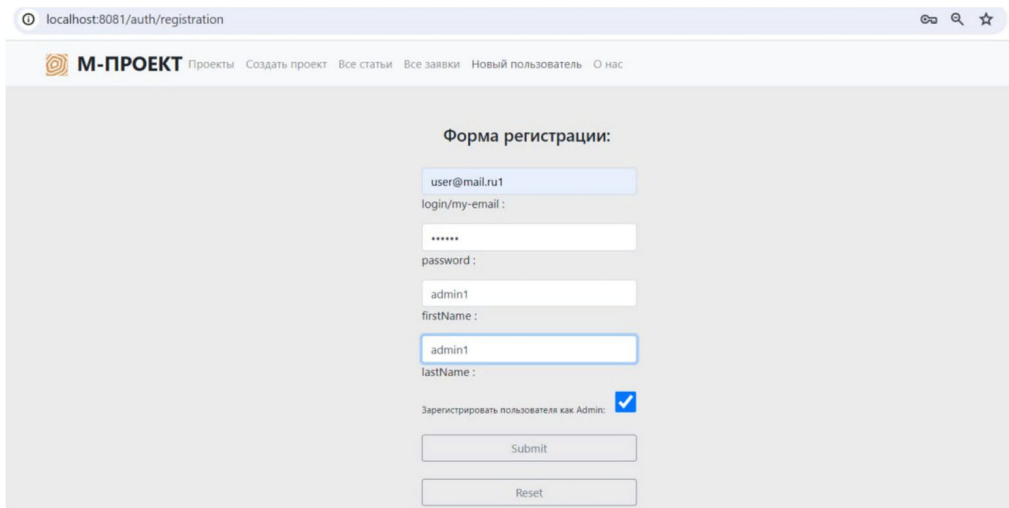 localhost:8081/auth/registration
М-ПРОЕКТ Проекты Создать проект Все статьи Все заявки Новый пользователь О нас
Форма регистрации:
user@mail.ru1
login/my-email :
••••••
password :
admin1
firstName :
admin1
lastName :
Зарегистрировать пользователя как Admin:
Submit
Reset